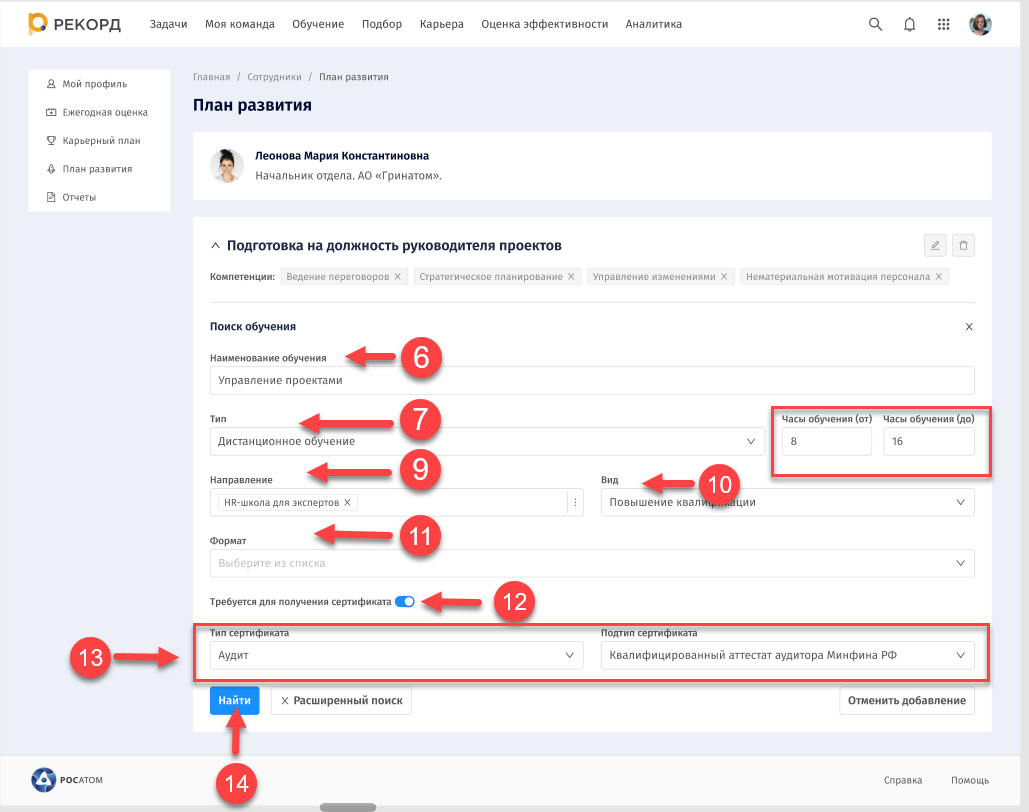 РЕКОРД Задачи Моя команда Обучение Подбор Карьера Оценка эффективности Аналитика
Мой профиль
Ежегодная оценка
Карьерный план
План развития
Отчеты
Главная / Сотрудники / План развития
План развития
Леонова Мария Константиновна
Начальник отдела. АО «Гринатом».
Подготовка на должность руководителя проектов
Компетенции: Ведение переговоров × Стратегическое планирование × Управление изменениями × Нематериальная мотивация персонала ×
Поиск обучения ×
Наименование обучения 6
Управление проектами
Тип 7 Часы обучения (от) Часы обучения (до)
Дистанционное обучение 8 16
Направление 9 Вид 10
HR-школа для экспертов × Повышение квалификации
Формат 11
Выберите из списка
Требуется для получения сертификата 12
Тип сертификата Подтип сертификата
13 Аудит Квалифицированный аттестат аудитора Минфина РФ
Найти × Расширенный поиск Отменить добавление
14
РОСАТОМ Справка Помощь